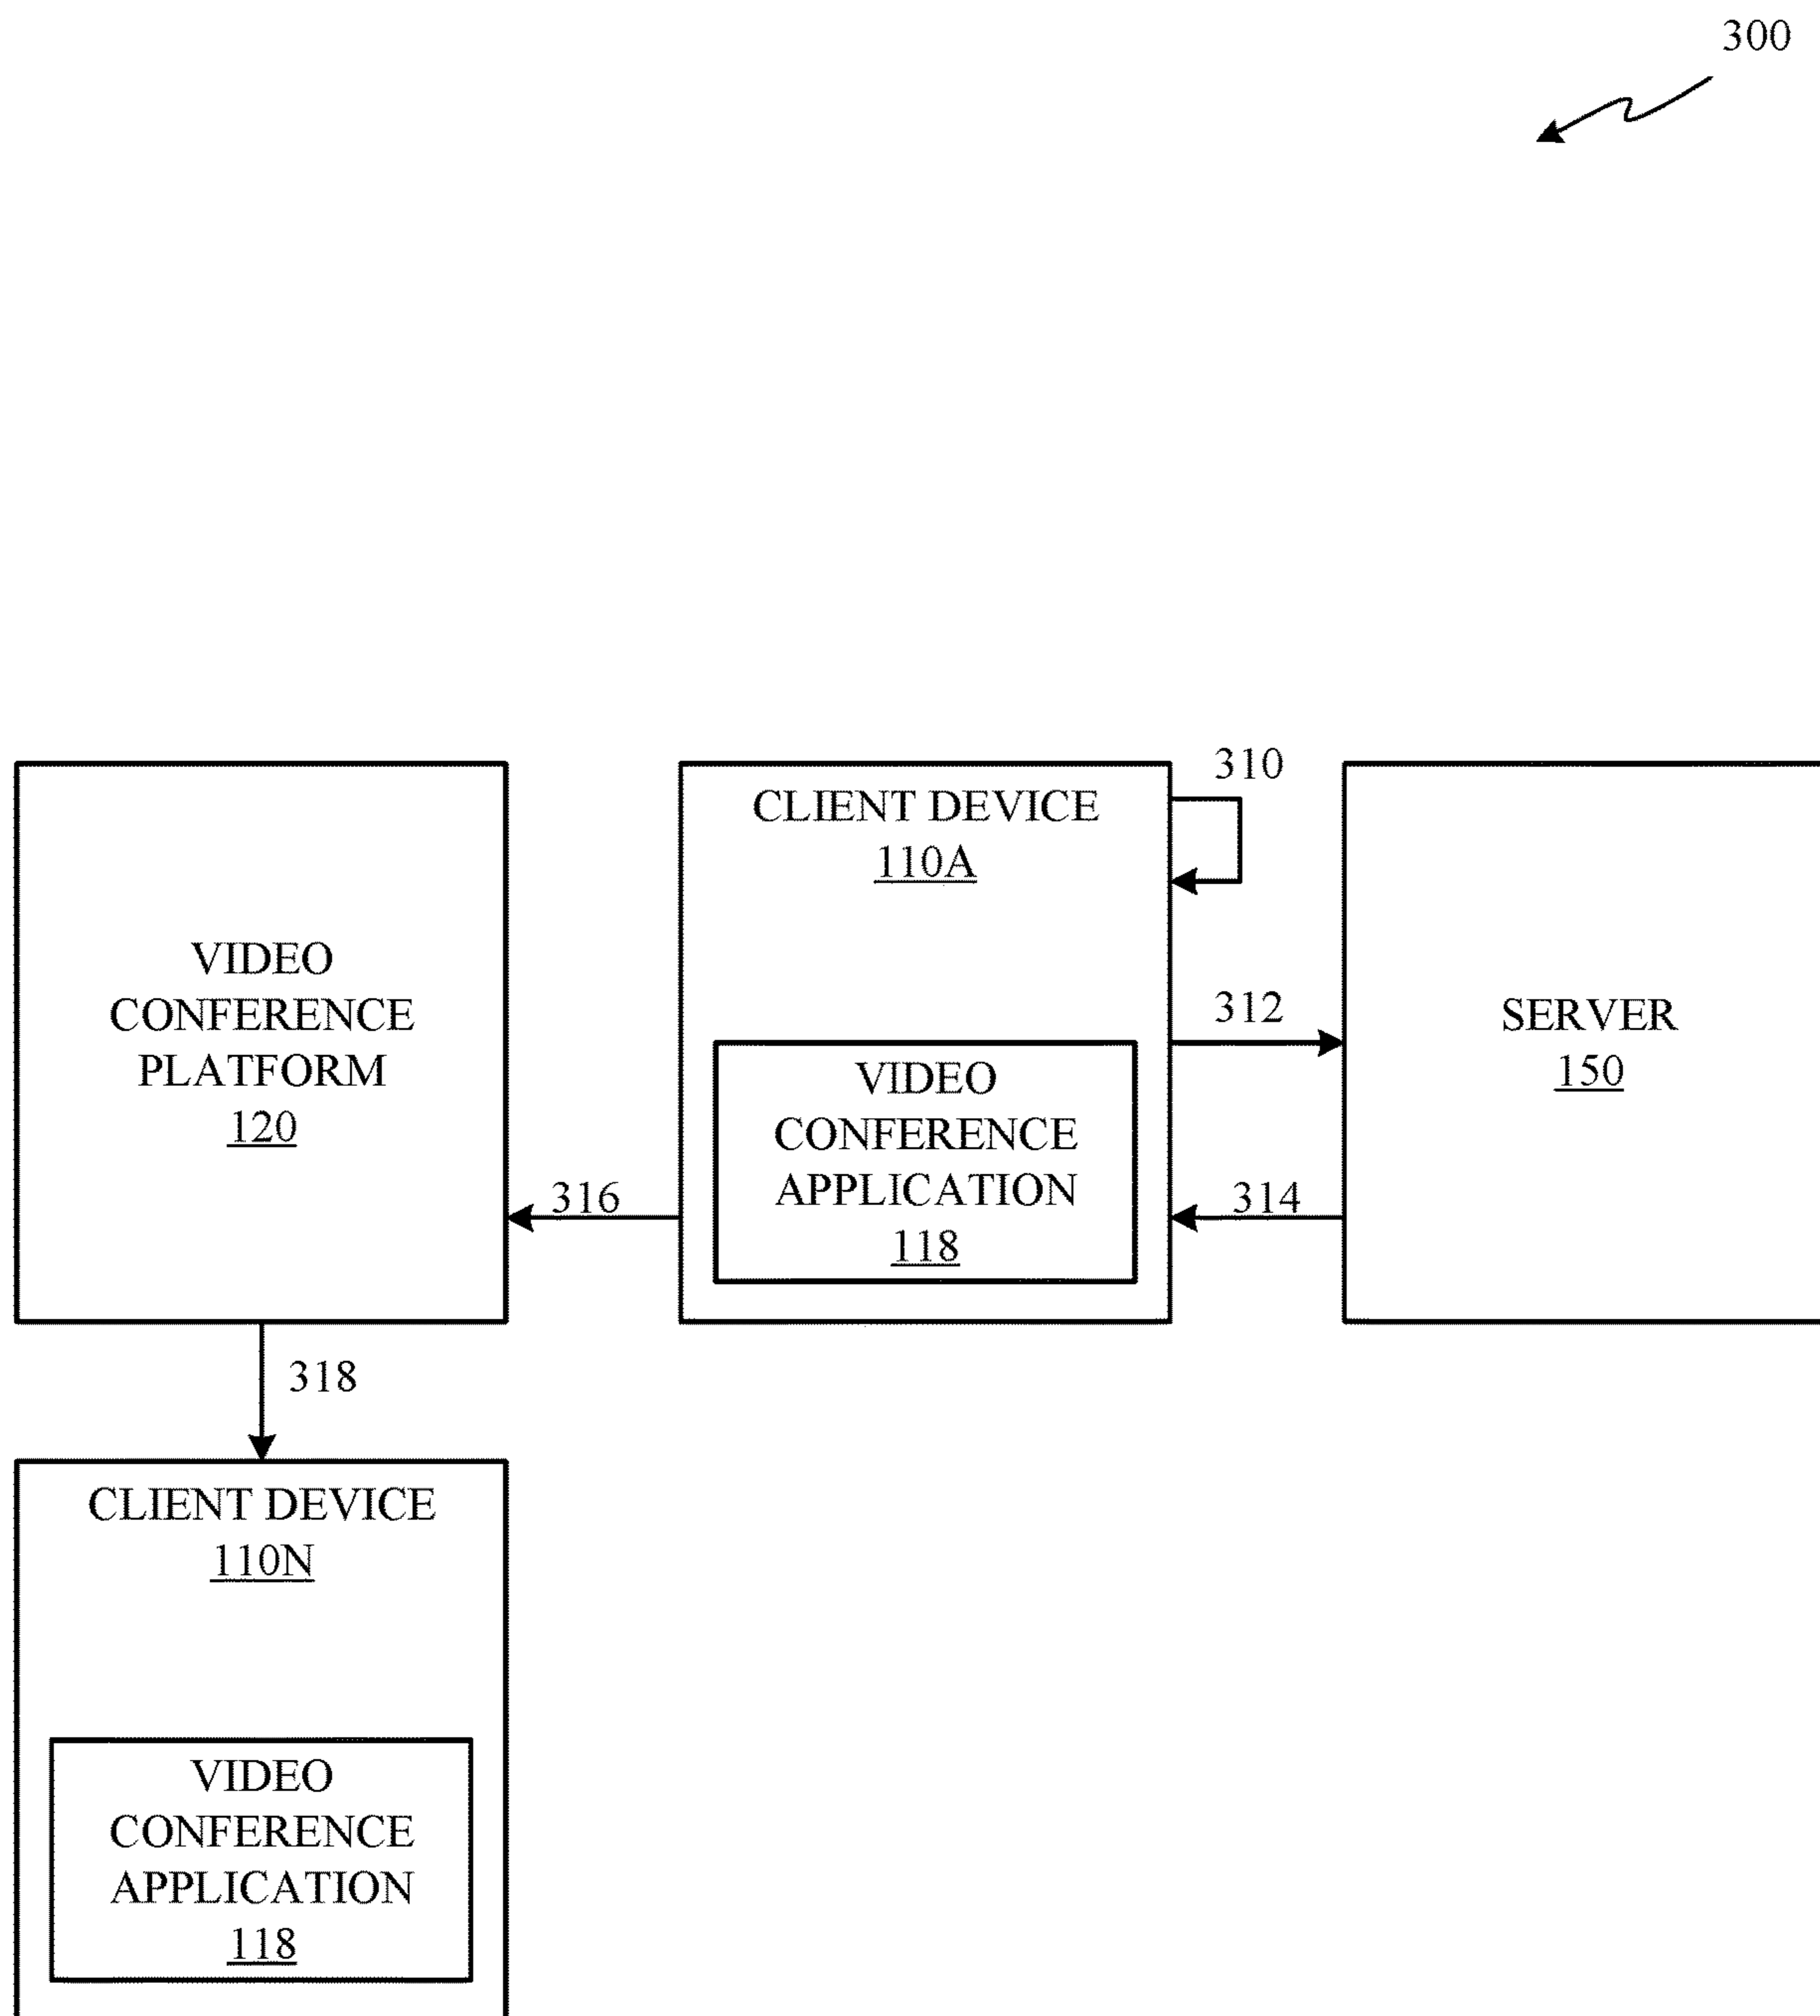 300
VIDEO
CONFERENCE
PLATFORM
120
CLIENT DEVICE
110A
310
VIDEO
CONFERENCE
APPLICATION
118
312
314
316
SERVER
150
318
CLIENT DEVICE
110N
VIDEO
CONFERENCE
APPLICATION
118